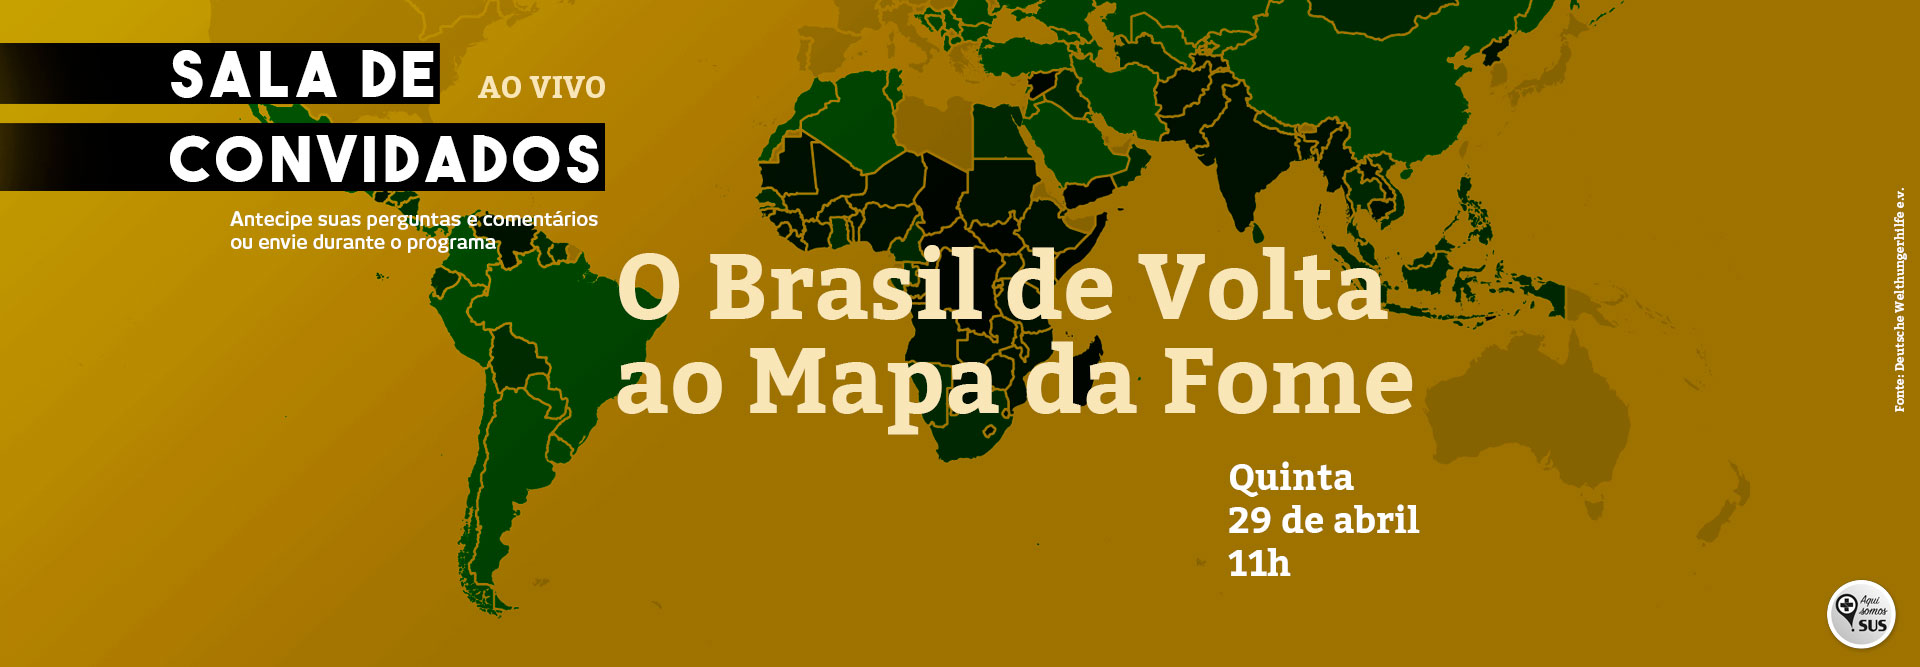 SALA DE
AO VIVO
CONVIDADOS
Antecipe suas perguntas e comentários
ou envie durante o programa
O Brasil de Volta
ao Mapa da Fome
Quinta
29 de abril
11h
Fonte: Deutsche Welthungerhilfe e.v.
Aqui
somos
SUS